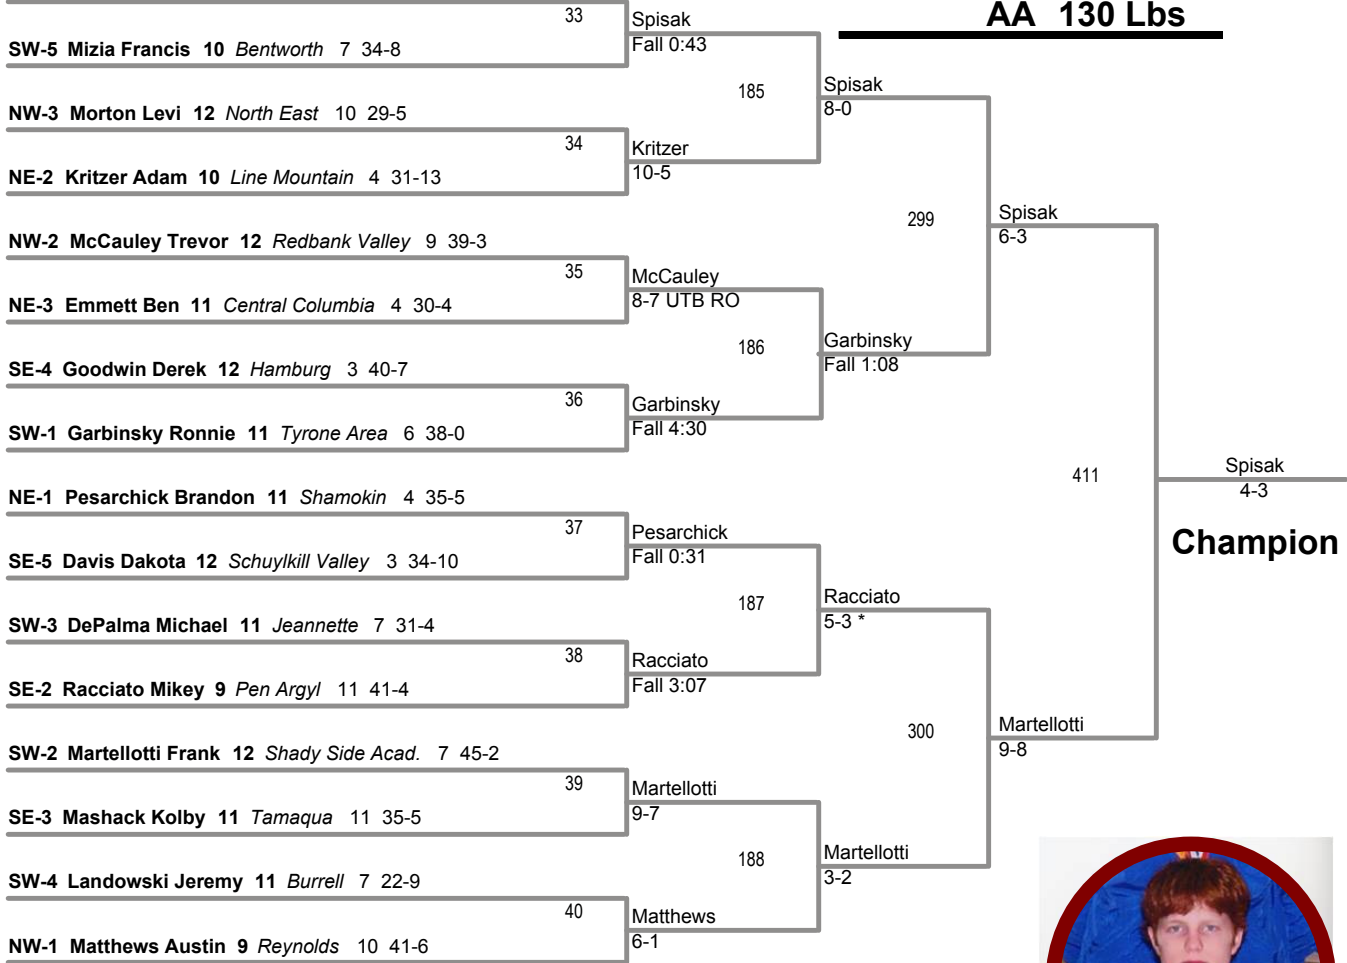 AA 130 Lbs
33
Spisak
Fall 0:43
SW-5 Mizia Francis 10 Bentworth 7 34-8
185
Spisak
8-0
NW-3 Morton Levi 12 North East 10 29-5
34
Kritzer
10-5
NE-2 Kritzer Adam 10 Line Mountain 4 31-13
299
Spisak
6-3
NW-2 McCauley Trevor 12 Redbank Valley 9 39-3
35
McCauley
8-7 UTB RO
NE-3 Emmett Ben 11 Central Columbia 4 30-4
186
Garbinsky
Fall 1:08
SE-4 Goodwin Derek 12 Hamburg 3 40-7
36
Garbinsky
Fall 4:30
SW-1 Garbinsky Ronnie 11 Tyrone Area 6 38-0
411
Spisak
4-3
Champion
NE-1 Pesarchick Brandon 11 Shamokin 4 35-5
37
Pesarchick
Fall 0:31
SE-5 Davis Dakota 12 Schuylkill Valley 3 34-10
187
Racciato
5-3 *
SW-3 DePalma Michael 11 Jeannette 7 31-4
38
Racciato
Fall 3:07
SE-2 Racciato Mikey 9 Pen Argyl 11 41-4
300
Martellotti
9-8
SW-2 Martellotti Frank 12 Shady Side Acad. 7 45-2
39
Martellotti
9-7
SE-3 Mashack Kolby 11 Tamaqua 11 35-5
188
Martellotti
3-2
SW-4 Landowski Jeremy 11 Burrell 7 22-9
40
Matthews
6-1
NW-1 Matthews Austin 9 Reynolds 10 41-6